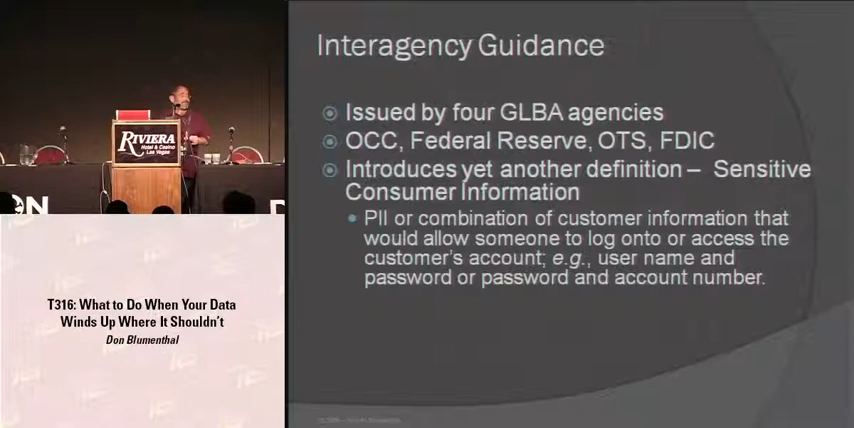 RIVIERA
Hotel & Casino
Las Vegas
ON
D
T316: What to Do When Your Data
Winds Up Where It Shouldn't
Don Blumenthal
Interagency Guidance
Issued by four GLBA agencies
OCC, Federal Reserve, OTS, FDIC
Introduces yet another definition – Sensitive
Consumer Information
PII or combination of customer information that
would allow someone to log onto or access the
customer's account; e.g., user name and
password or password and account number.